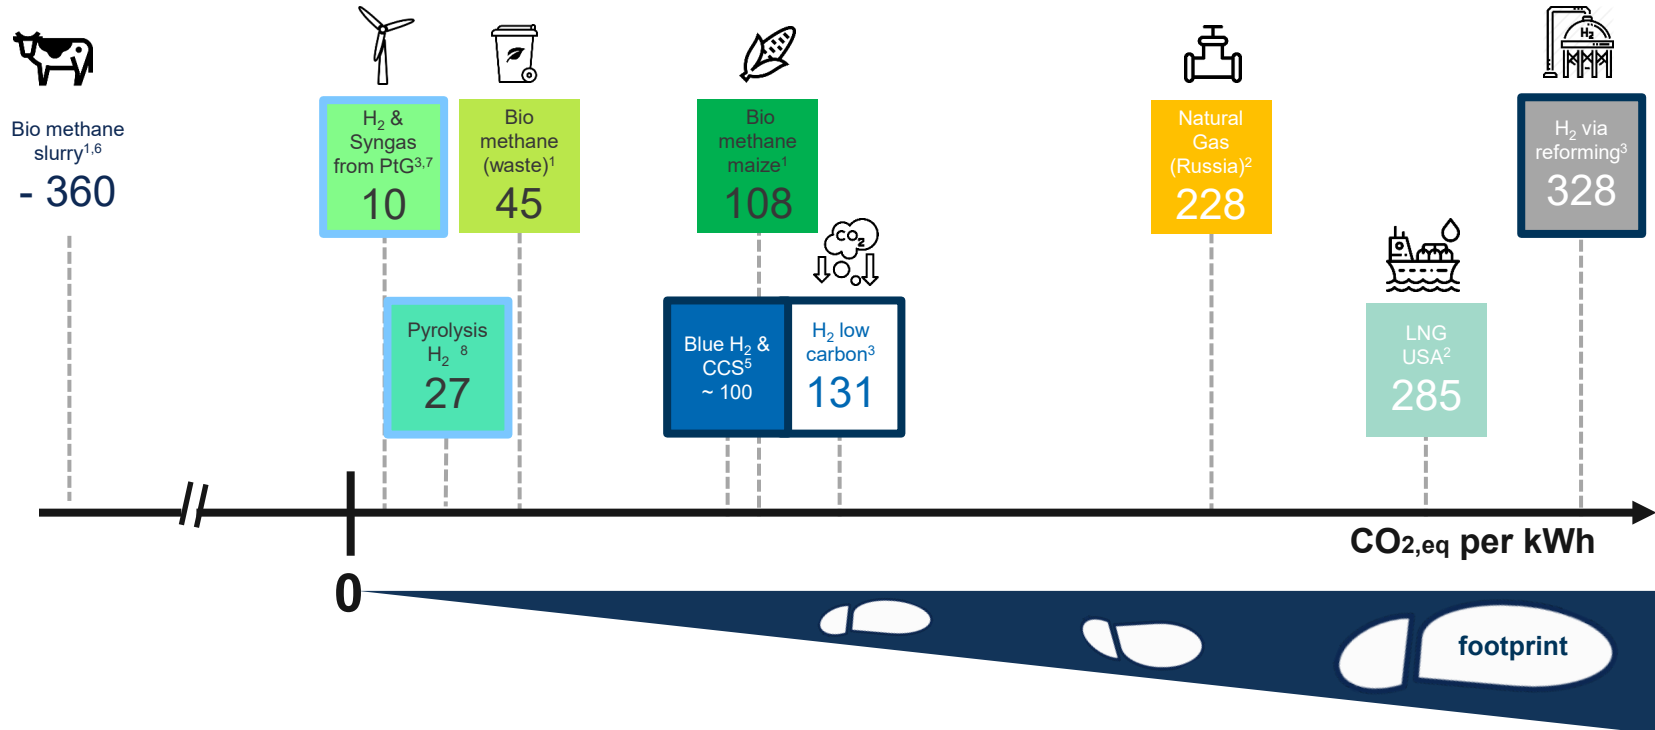 Bio methane
slurry1,6
- 360
H2 &
Syngas
from PtG3,7
10
Bio
methane
(waste)1
45
Bio
methane
maize1
108
Natural
Gas
(Russia)2
228
H2
H2 via
reforming3
328
Pyrolysis
H2 8
27
Blue H2 &
CCS5
~ 100
CO2
H2 low
carbon3
131
LNG
USA2
285
CO2,eq per kWh
0
footprint